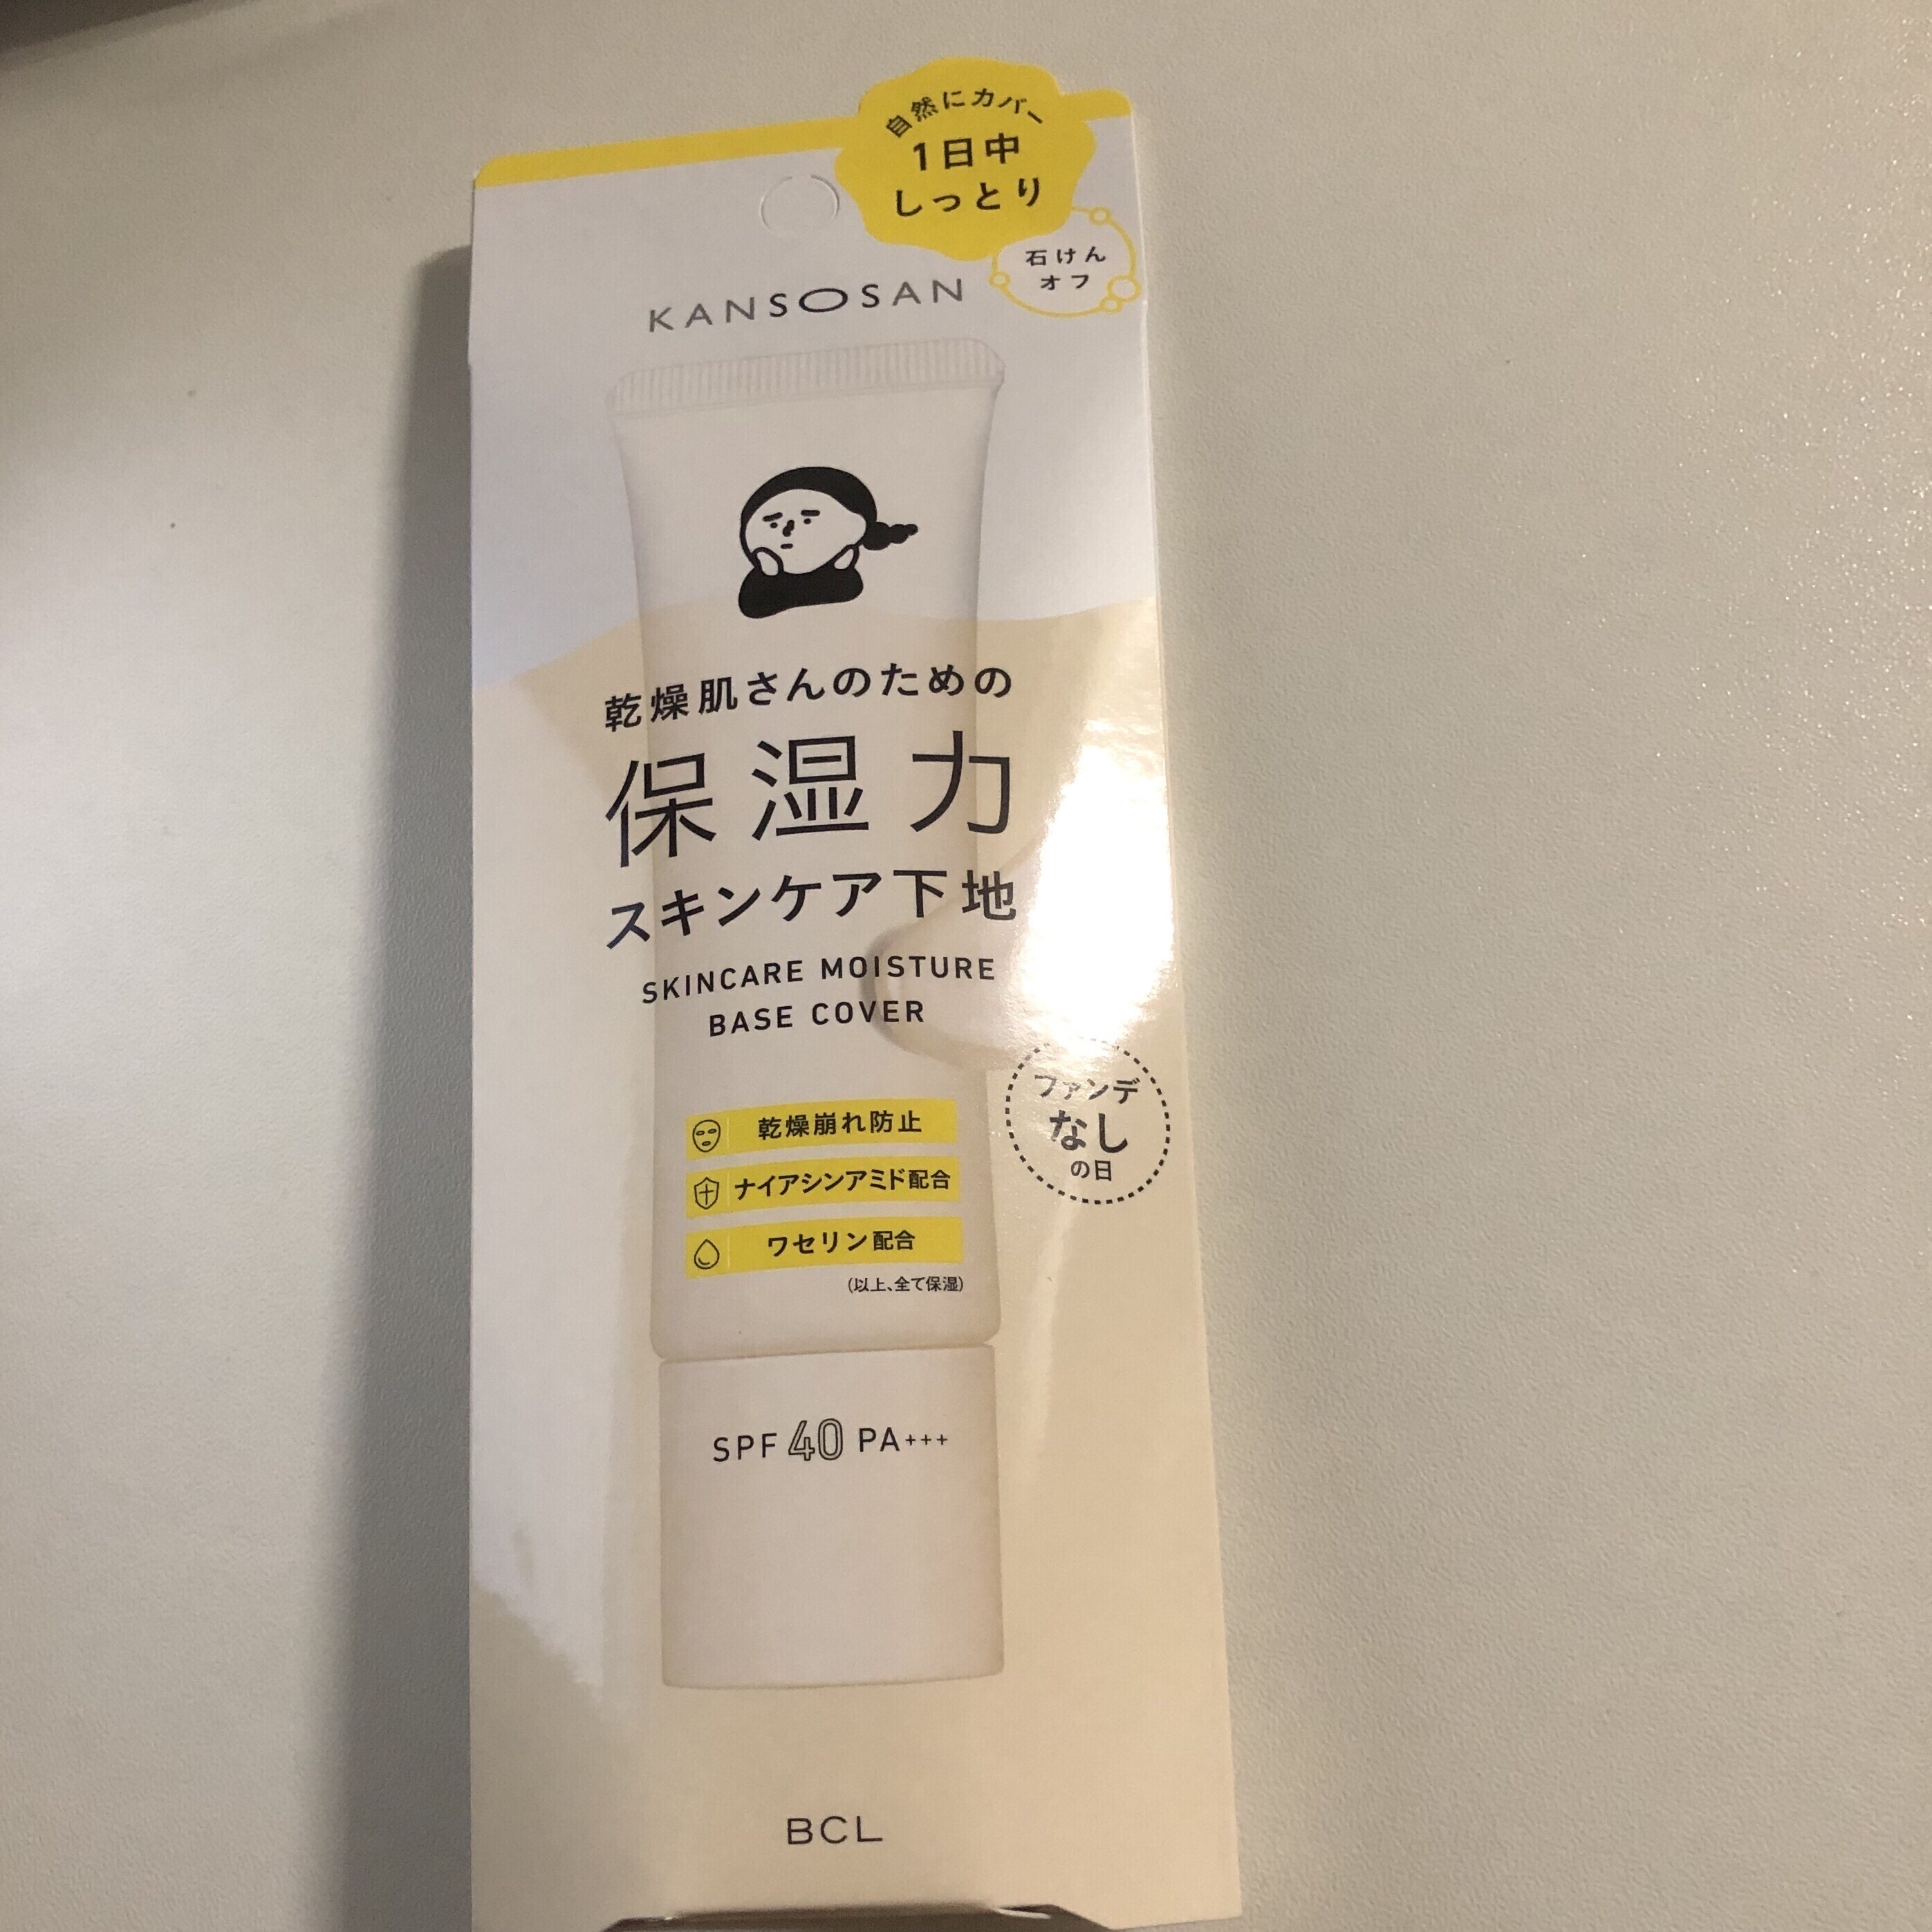 自然にカバー
1日中
しっとり
石けん
オフ
KANSOSAN
乾燥肌さんのための
保湿力
スキンケア下地
SKINCARE MOISTURE
BASE COVER
ファンデ
なし
の日
乾燥崩れ防止
ナイアシンアミド配合
ワセリン配合
(以上、全て保湿)
SPF 40 PA+++
BCL